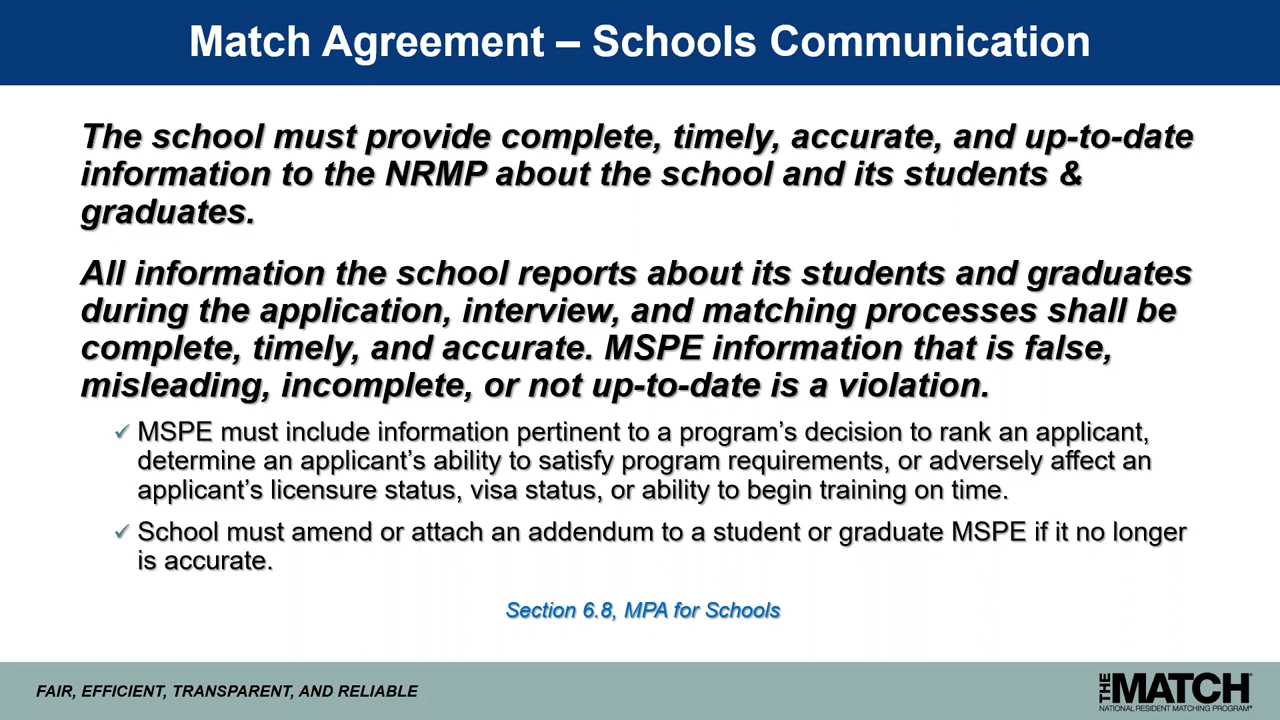 Match Agreement – Schools Communication
The school must provide complete, timely, accurate, and up-to-date
information to the NRMP about the school and its students &
graduates.
All information the school reports about its students and graduates
during the application, interview, and matching processes shall be
complete, timely, and accurate. MSPE information that is false,
misleading, incomplete, or not up-to-date is a violation.
✓ MSPE must include information pertinent to a program’s decision to rank an applicant,
determine an applicant’s ability to satisfy program requirements, or adversely affect an
applicant’s licensure status, visa status, or ability to begin training on time.
✓ School must amend or attach an addendum to a student or graduate MSPE if it no longer
is accurate.
Section 6.8, MPA for Schools
FAIR, EFFICIENT, TRANSPARENT, AND RELIABLE
THE MATCH
NATIONAL RESIDENT MATCHING PROGRAM®